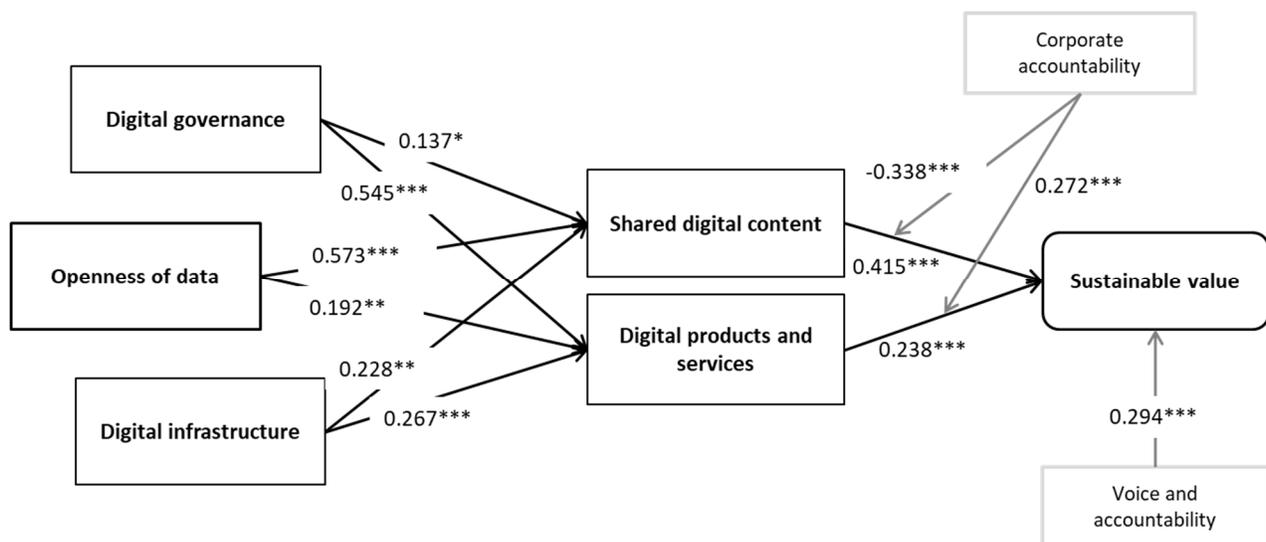 Corporate
accountability
Digital governance
0.137*
-0.338***
0.545***
0.272***
Shared digital content
0.573***
0.415***
Openness of data
Sustainable value
0.192**
Digital products and
services
0.238***
0.228**
0.267***
Digital infrastructure
0.294***
Voice and
accountability